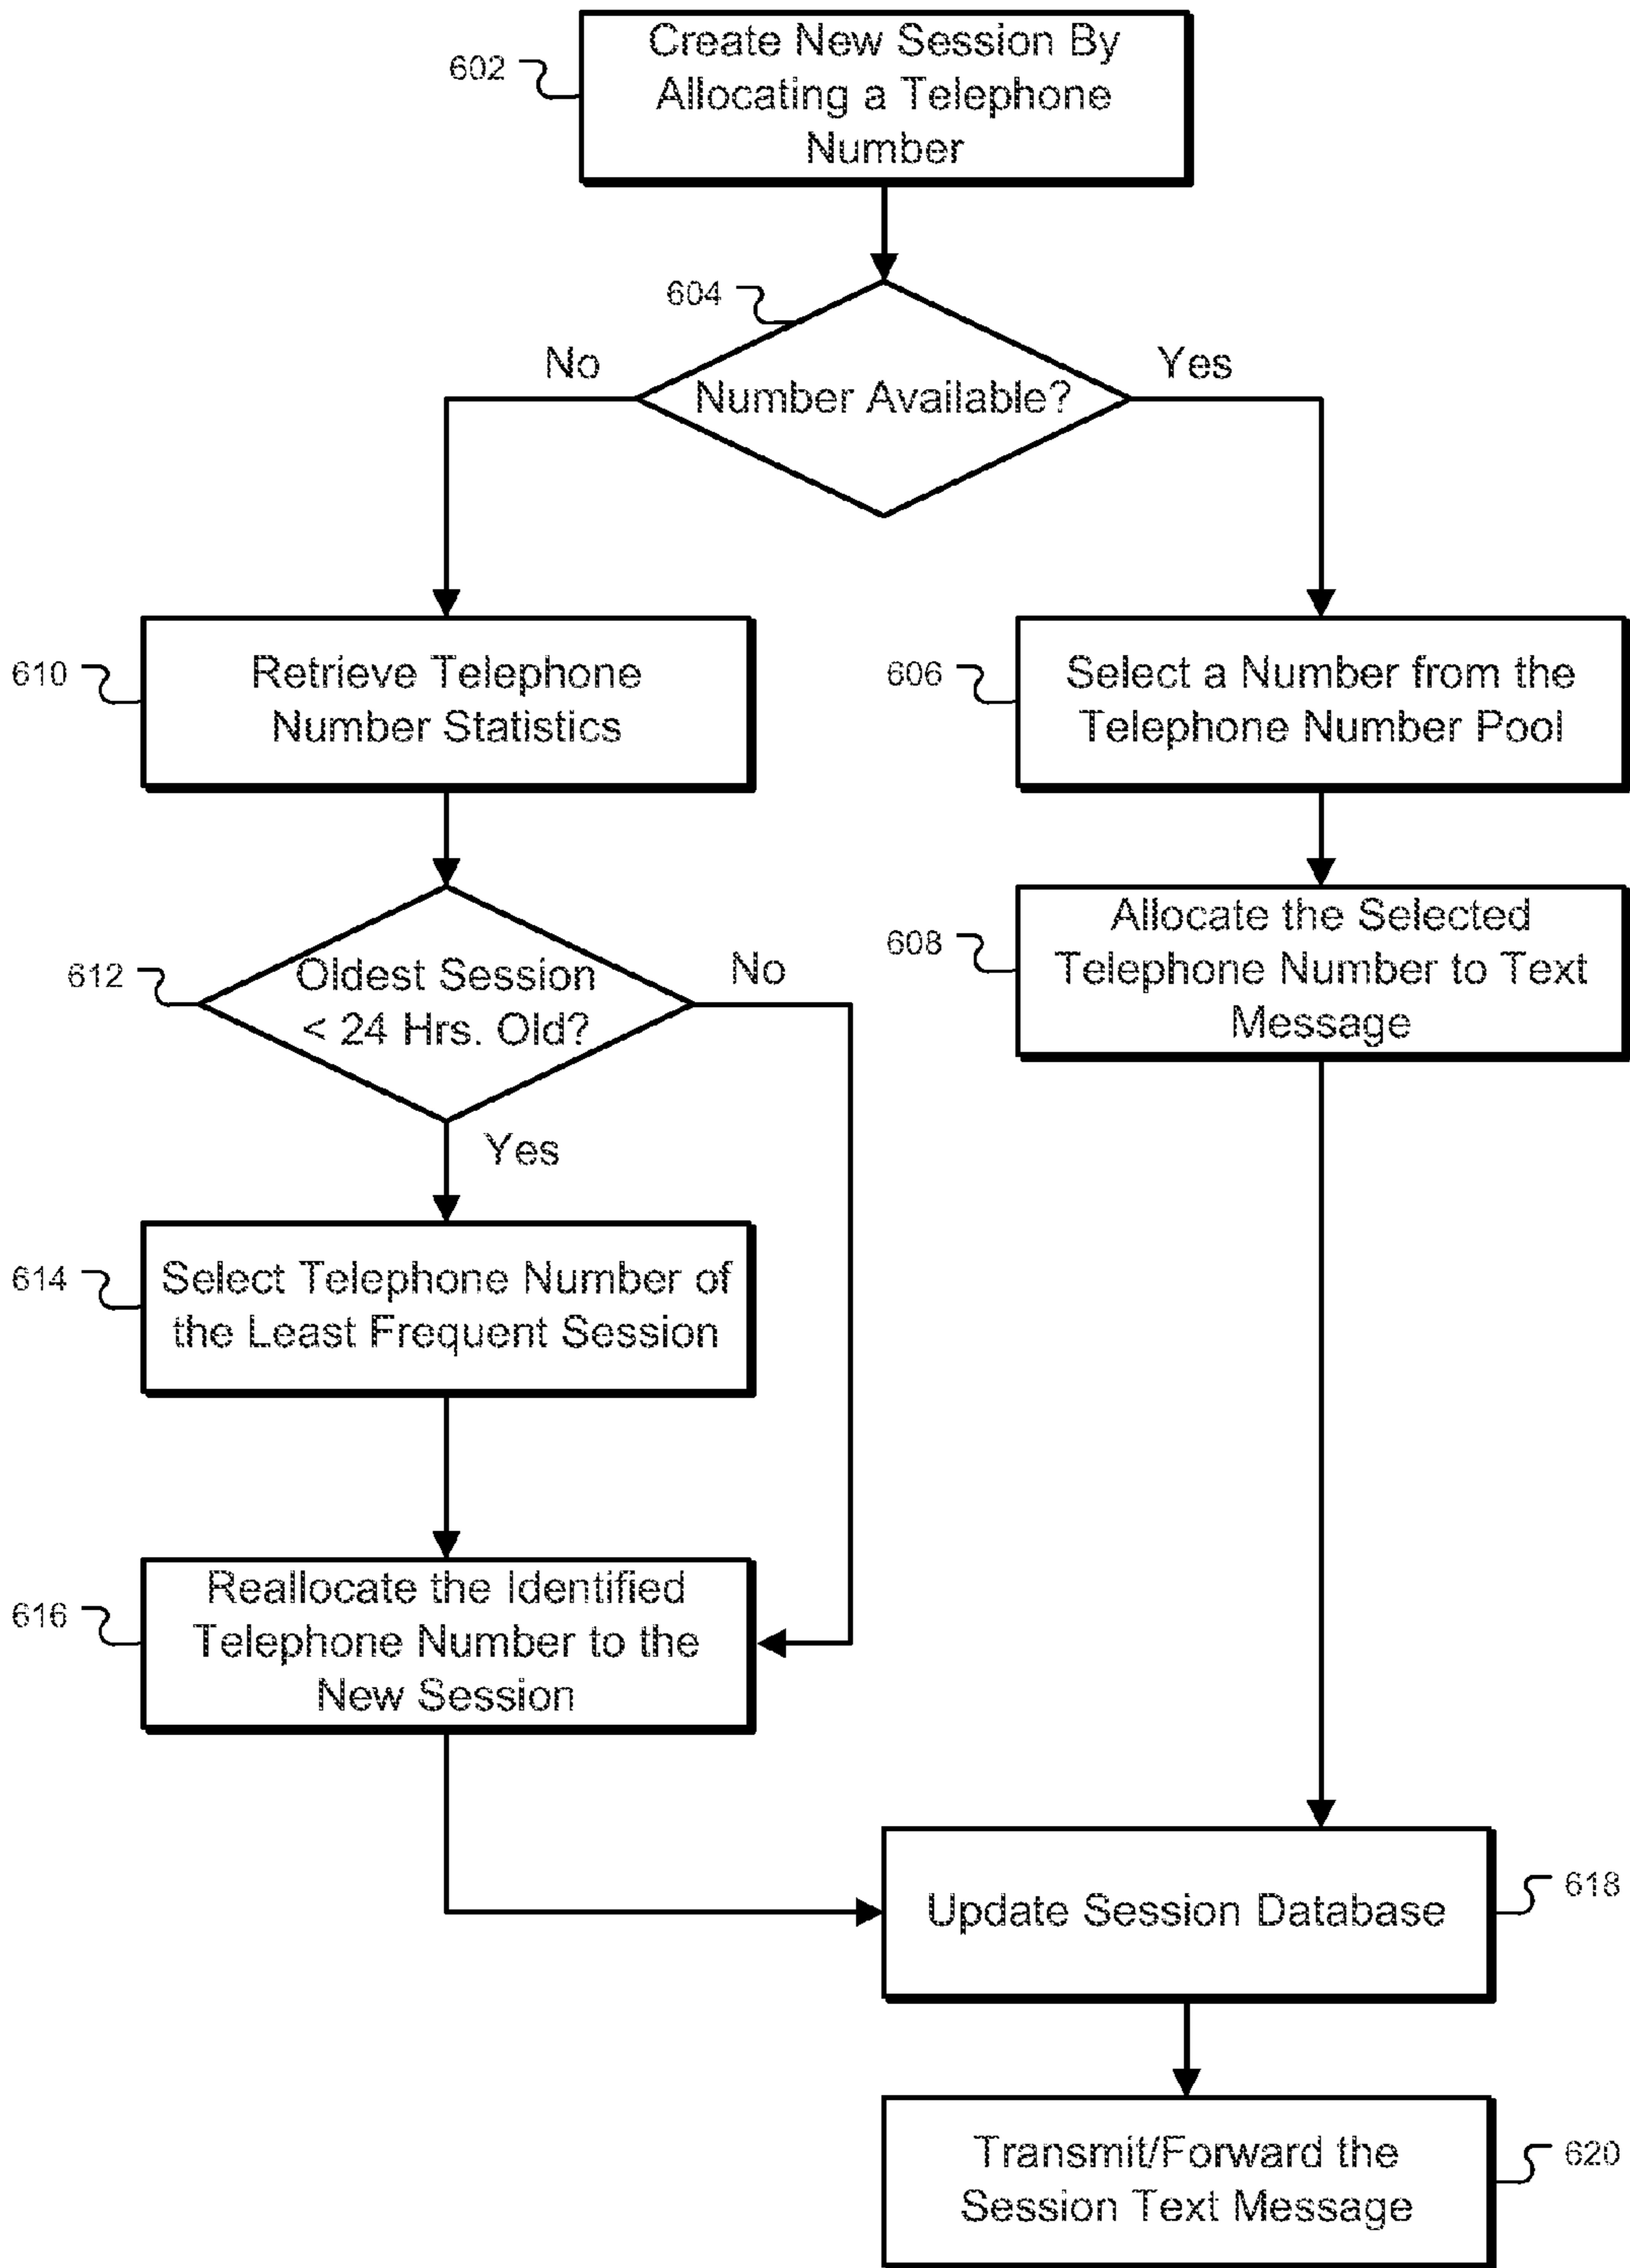 602
Create New Session By
Allocating a Telephone
Number
604
No
Number Available?
Yes
610
Retrieve Telephone
Number Statistics
606
Select a Number from the
Telephone Number Pool
612
Oldest Session
< 24 Hrs. Old?
No
608
Allocate the Selected
Telephone Number to Text
Message
Yes
614
Select Telephone Number of
the Least Frequent Session
616
Reallocate the Identified
Telephone Number to the
New Session
Update Session Database
618
Transmit/Forward the
Session Text Message
620